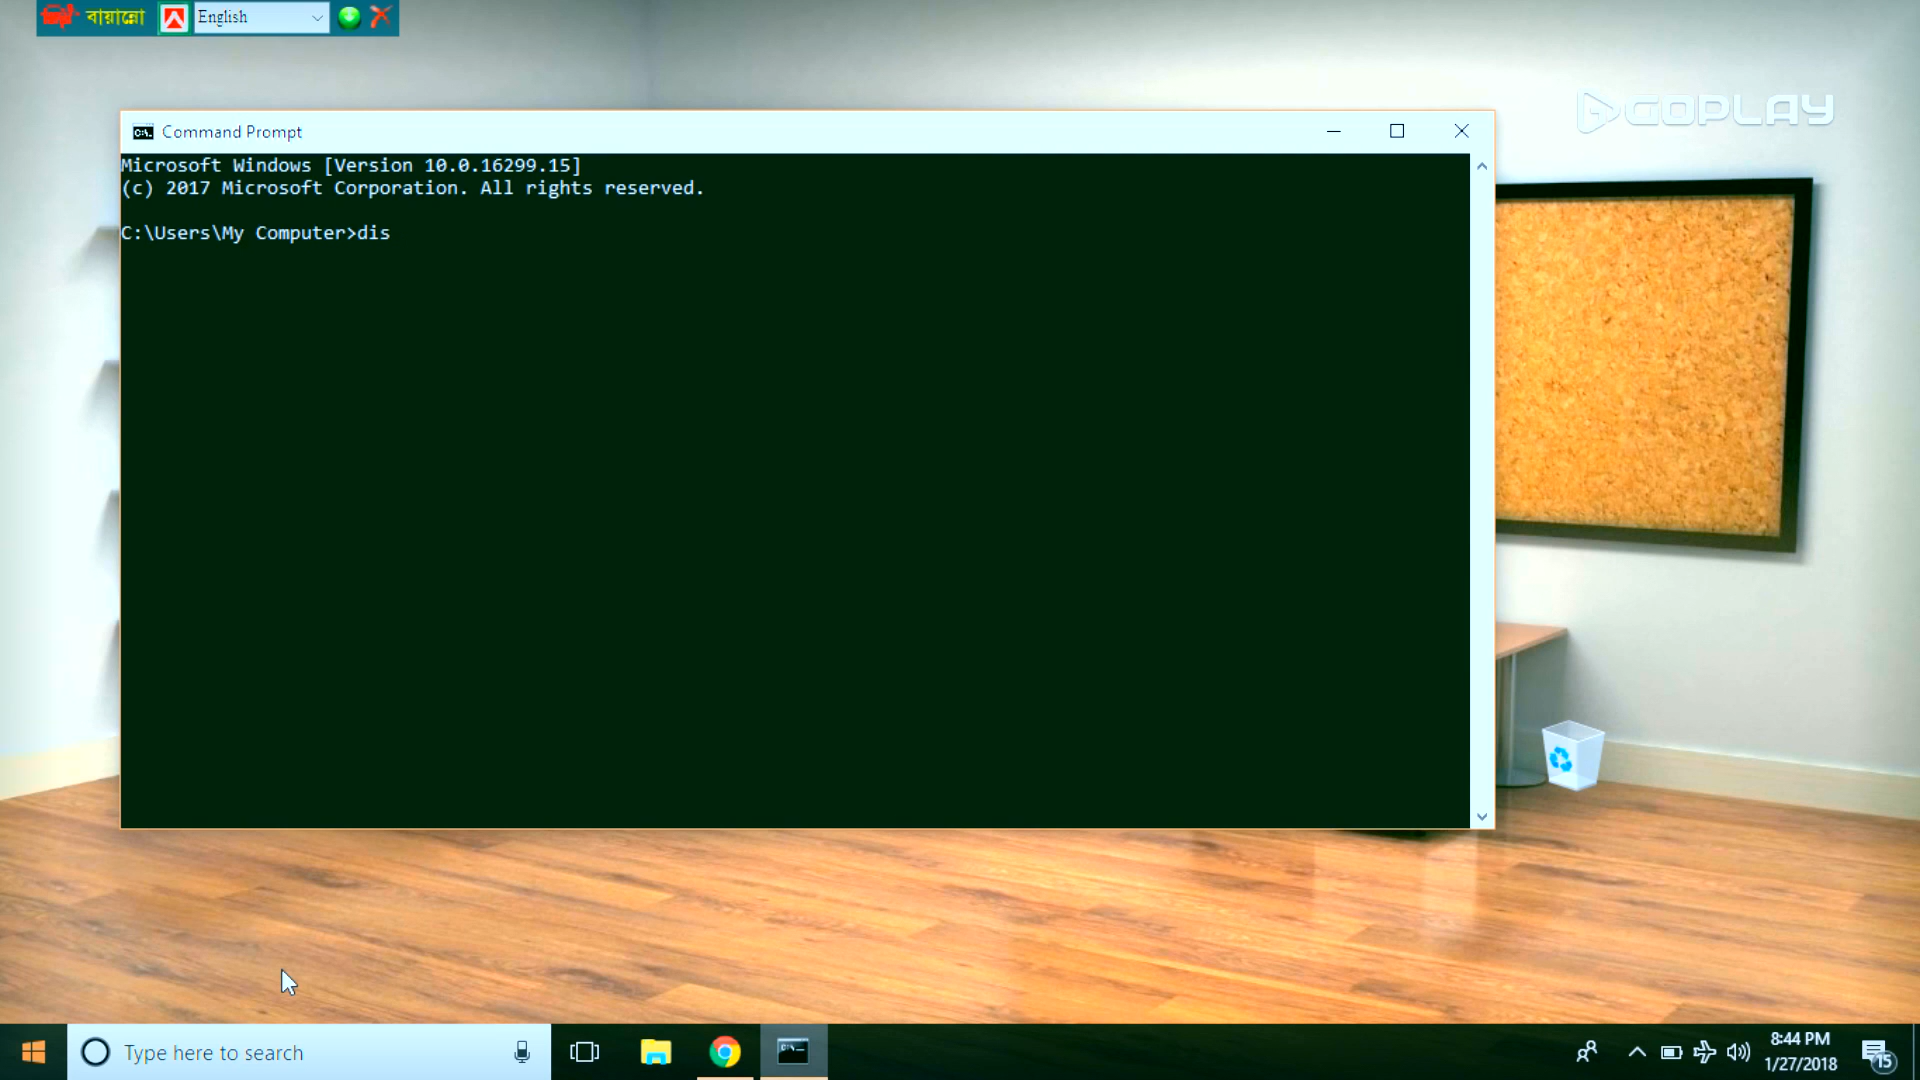 বায়ান্নো
English
GOPLAY
Command Prompt
Microsoft Windows [Version 10.0.16299.15]
(c) 2017 Microsoft Corporation. All rights reserved.
C:\Users\My Computer>dis
Type here to search
8:44 PM
1/27/2018
15